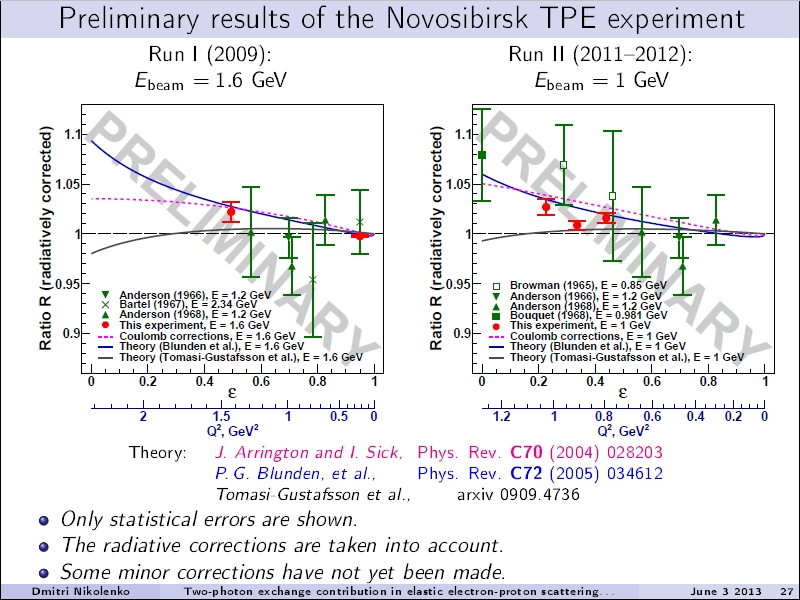 Preliminary results of the Novosibirsk TPE experiment
Run I (2009):
E_beam = 1.6 GeV
Run II (2011–2012):
E_beam = 1 GeV
PRELIMINARY
Ratio R (radiatively corrected)
1.1
1.05
1
0.95
0.9
Anderson (1966), E = 1.2 GeV
Bartel (1967), E = 2.34 GeV
Anderson (1968), E = 1.2 GeV
This experiment, E = 1.6 GeV
Coulomb corrections, E = 1.6 GeV
Theory (Blunden et al.), E = 1.6 GeV
Theory (Tomasi-Gustafsson et al.), E = 1.6 GeV
0 0.2 0.4 0.6 0.8 1
ε
2 1.5 1 0.5 0
Q², GeV²
PRELIMINARY
Ratio R (radiatively corrected)
1.1
1.05
1
0.95
0.9
Browman (1965), E = 0.85 GeV
Anderson (1966), E = 1.2 GeV
Anderson (1968), E = 1.2 GeV
Bouquet (1968), E = 0.981 GeV
This experiment, E = 1 GeV
Coulomb corrections, E = 1 GeV
Theory (Blunden et al.), E = 1 GeV
Theory (Tomasi-Gustafsson et al.), E = 1 GeV
0 0.2 0.4 0.6 0.8 1
ε
1.2 1 0.8 0.6 0.4 0.2 0
Q², GeV²
Theory: J. Arrington and I. Sick, Phys. Rev. C70 (2004) 028203
P. G. Blunden, et al., Phys. Rev. C72 (2005) 034612
Tomasi-Gustafsson et al., arxiv 0909.4736
Only statistical errors are shown.
The radiative corrections are taken into account.
Some minor corrections have not yet been made.
Dmitri Nikolenko Two-photon exchange contribution in elastic electron-proton scattering... June 3 2013 27